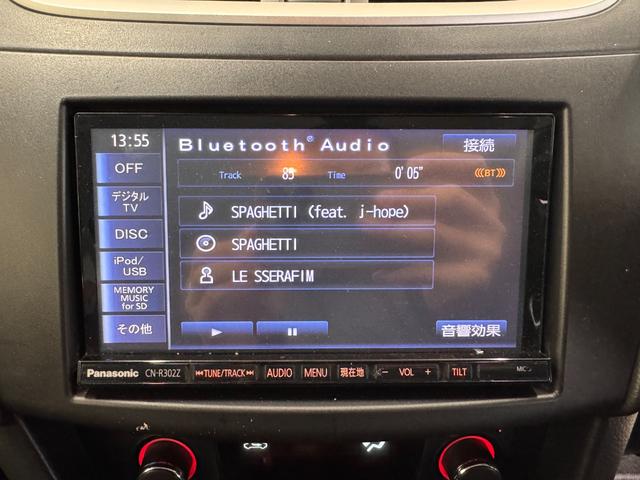 13:55
Bluetooth® Audio
接続
OFF
Track 85 Time 0'05" BT
デジタル
TV
SPAGHETTI (feat. j-hope)
DISC
SPAGHETTI
iPod/
USB
LE SSERAFIM
MEMORY
MUSIC
for SD
その他
音響効果
Panasonic CN-R302Z TUNE/TRACK AUDIO MENU 現在地 − VOL + TILT MIC
A/C